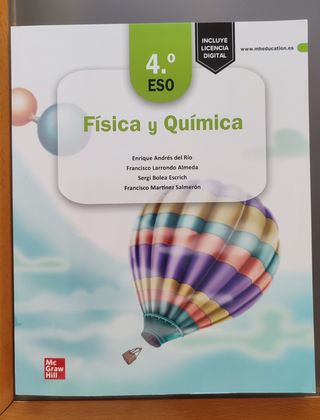 4.º
ESO
INCLUYE
LICENCIA
DIGITAL
www.mheducation.es
Física y Química
Enrique Andrés del Río
Francisco Larrondo Almeda
Sergi Bolea Escrich
Francisco Martínez Salmerón
Mc
Graw
Hill